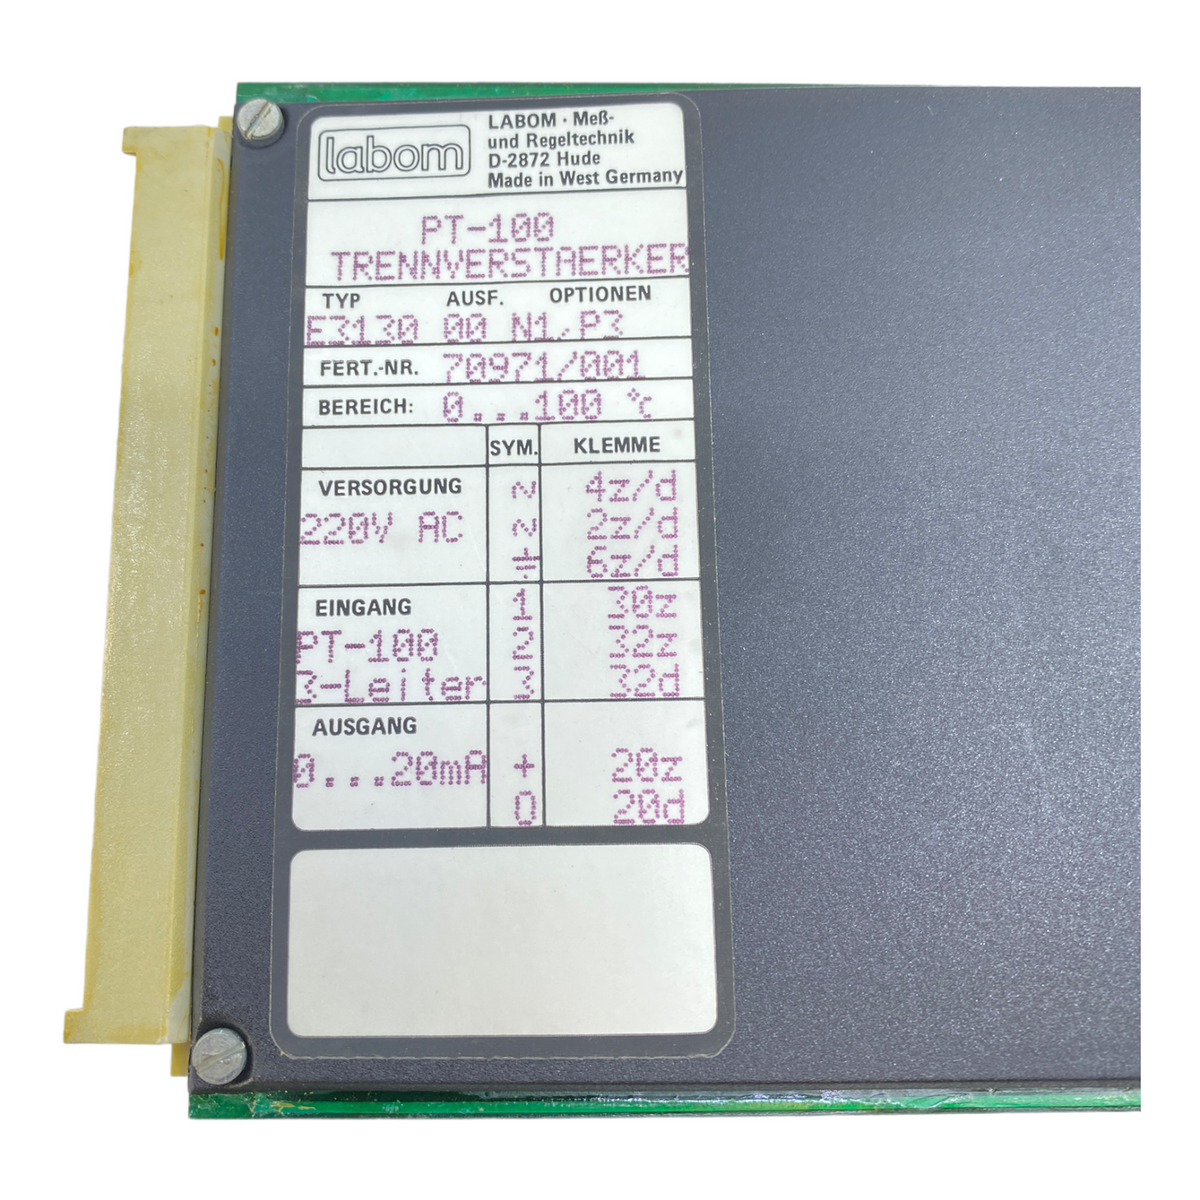 labom
LABOM · Meß-
und Regeltechnik
D-2872 Hude
Made in West Germany
PT-100
TRENNVERSTAERKER
TYP AUSF. OPTIONEN
E3130 00 N1,P3
FERT.-NR. 70971/001
BEREICH: 0...100 °C
SYM. KLEMME
VERSORGUNG ~ 4z/d
220V AC ~ 2z/d
⏚ 6z/d
EINGANG 1 30z
PT-100 2 32z
3-Leiter 3 32d
AUSGANG
0...20mA + 20z
0 20d